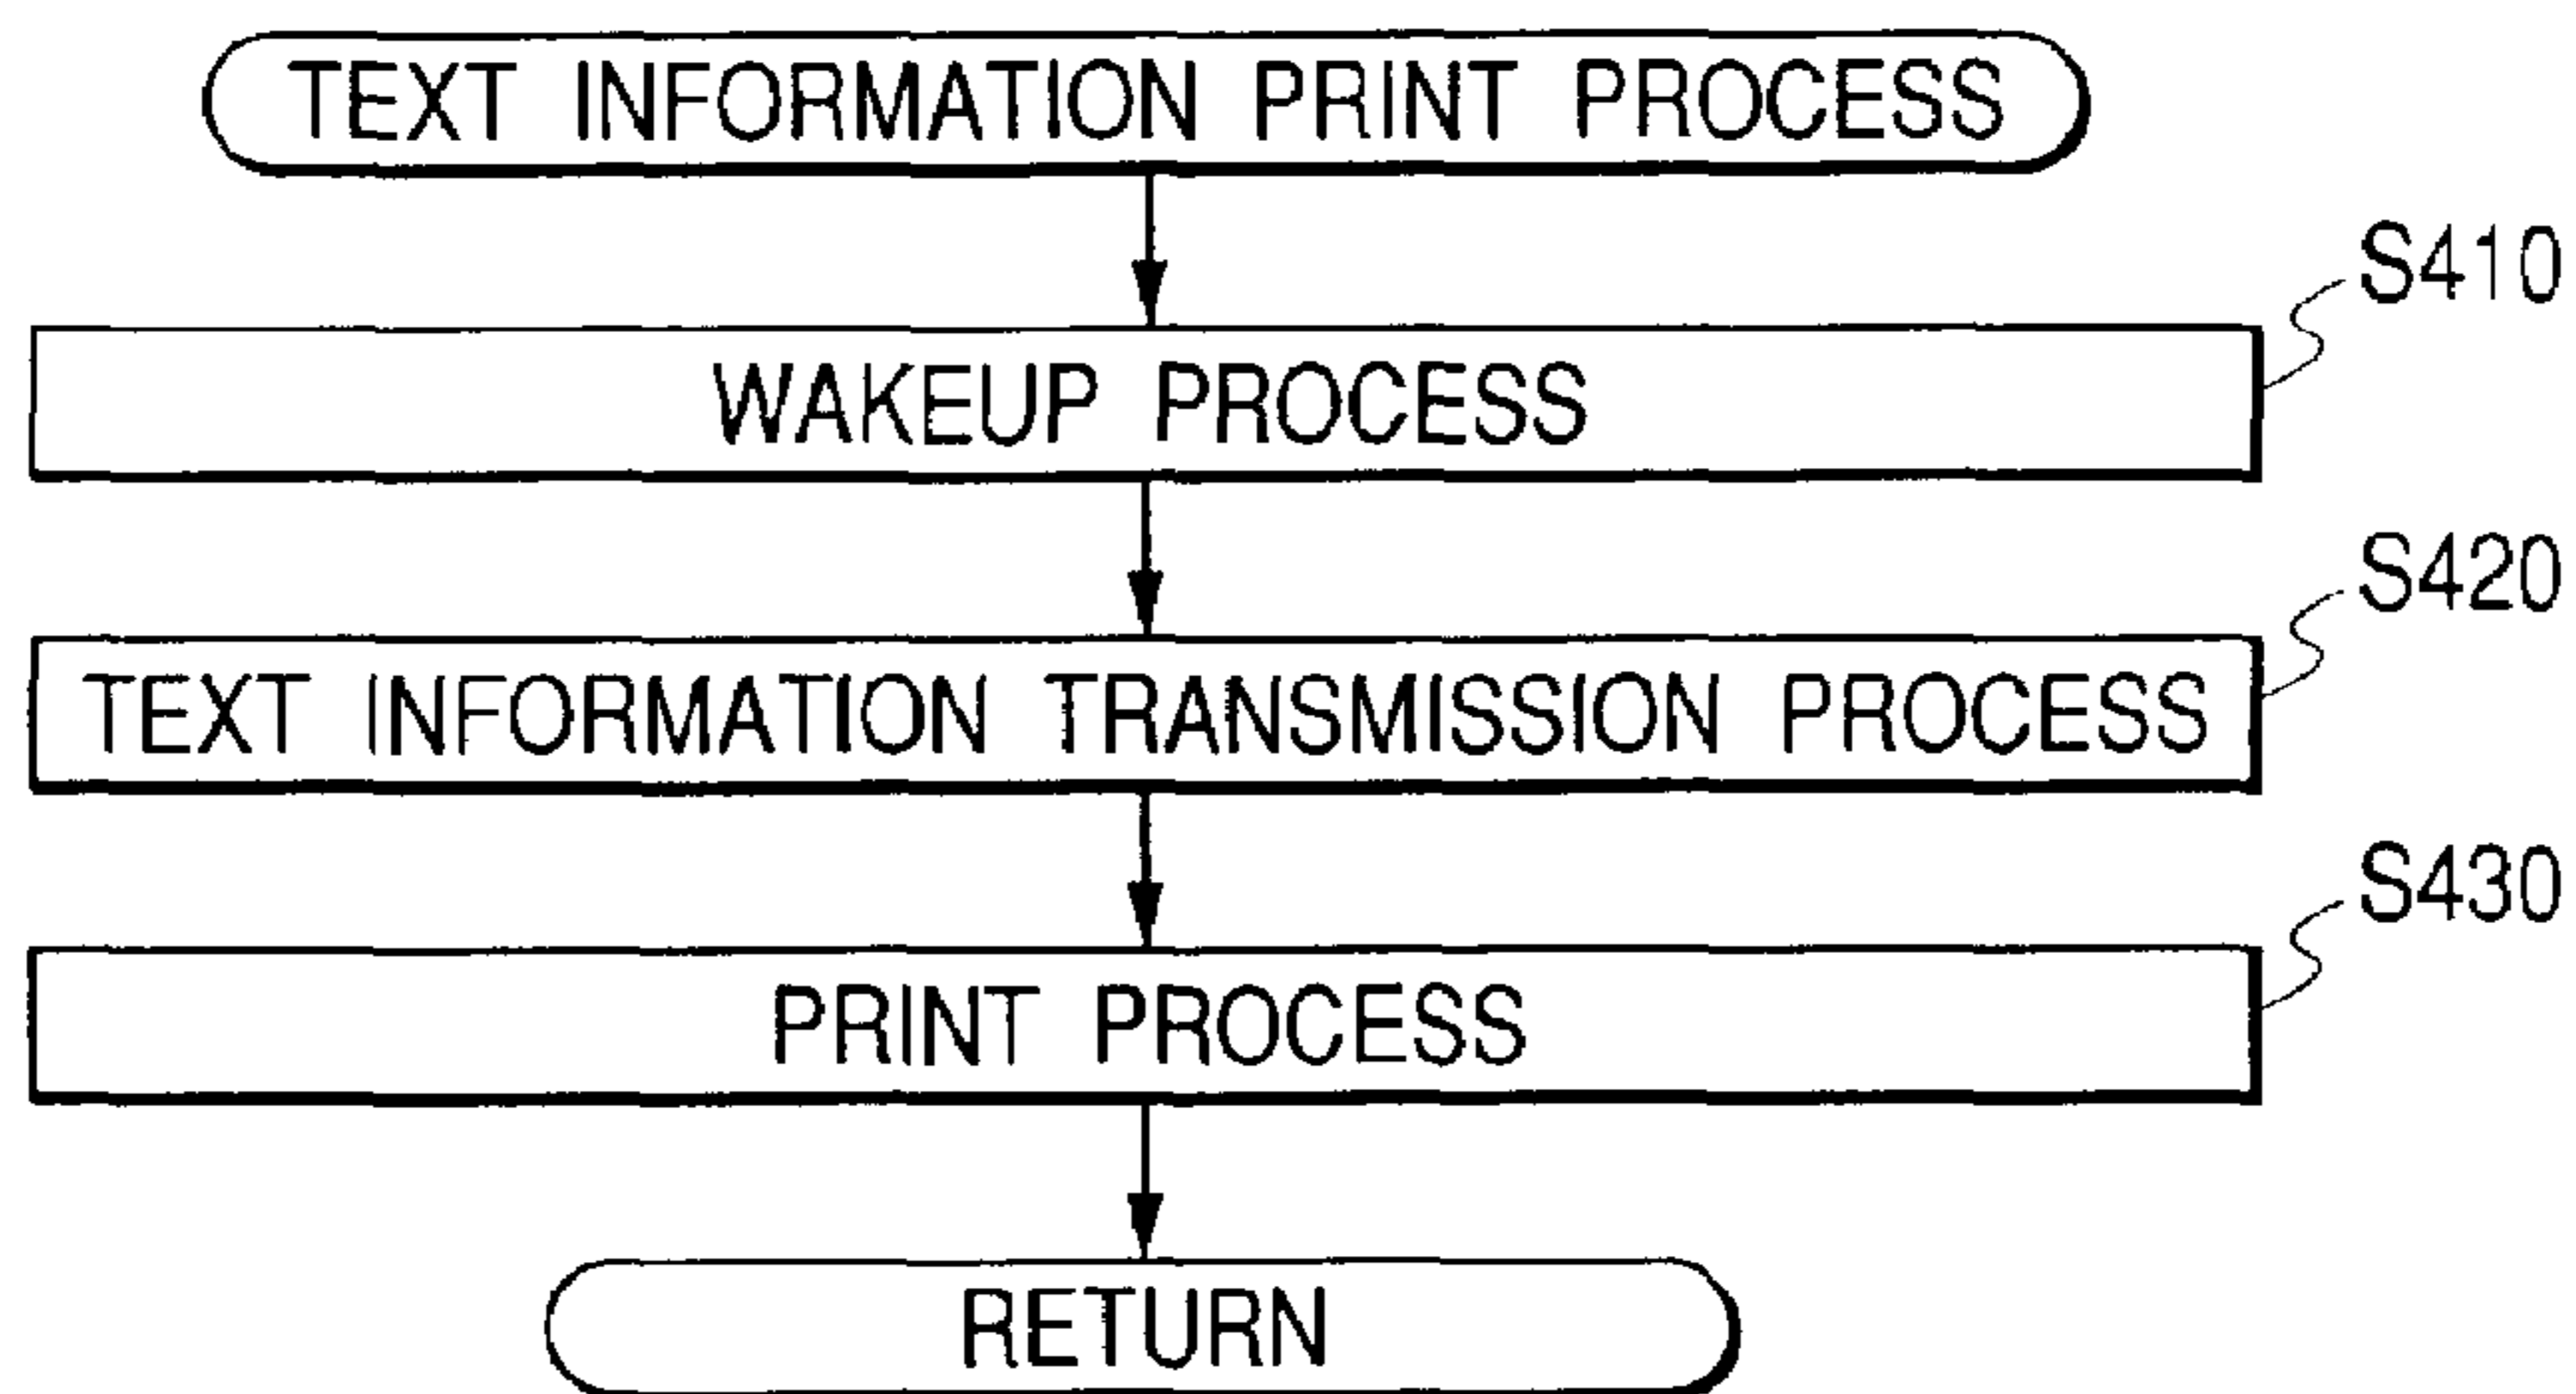 TEXT INFORMATION PRINT PROCESS
S410
WAKEUP PROCESS
S420
TEXT INFORMATION TRANSMISSION PROCESS
S430
PRINT PROCESS
RETURN